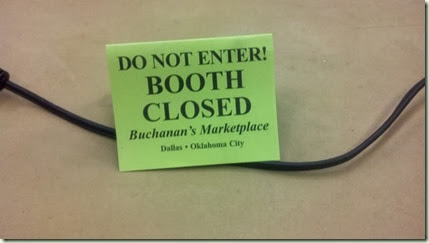 DO NOT ENTER!
BOOTH
CLOSED
Buchanan's Marketplace
Dallas • Oklahoma City